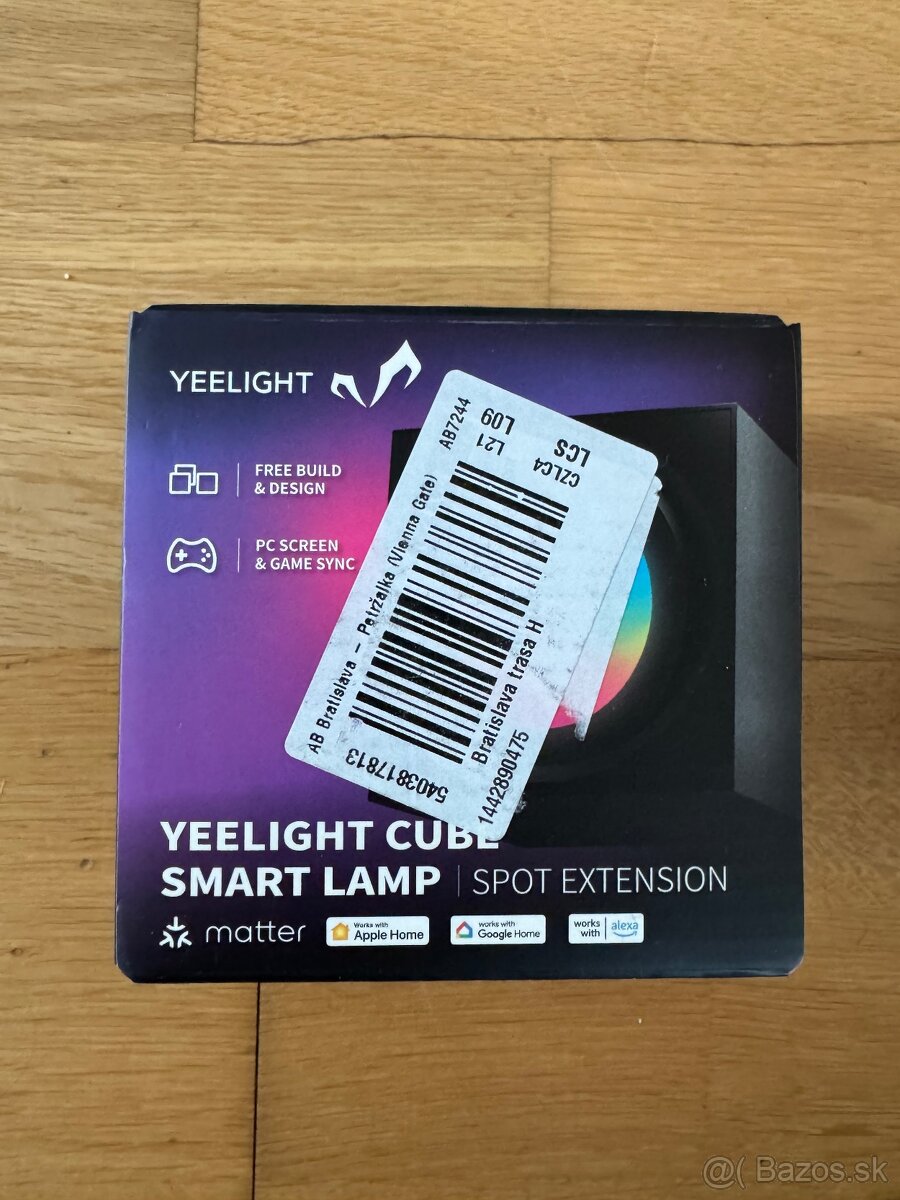 YEELIGHT
FREE BUILD
& DESIGN
PC SCREEN
& GAME SYNC
AB7244
L21
L09
CZLC4
LCS
AB Bratislava – Petržalka (Vienna Gate)
5403817813
Bratislava trasa H
1442890475
YEELIGHT CUBE
SMART LAMP | SPOT EXTENSION
matter
Works with
Apple Home
works with
Google Home
works
with
alexa
@( Bazos.sk